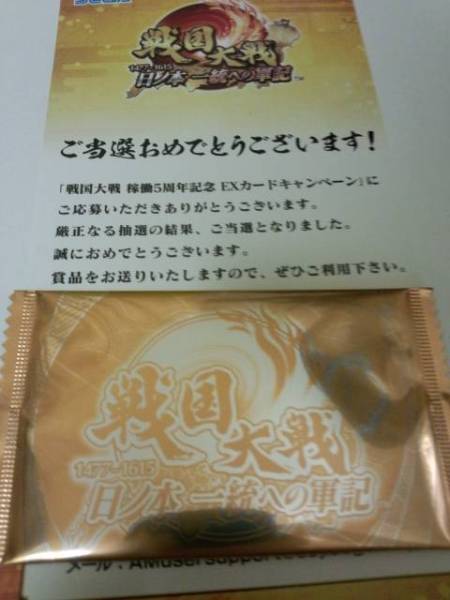 戦国大戦
1477-1615
日ノ本 一統への軍記
ご当選おめでとうございます!
「戦国大戦 稼働5周年記念 EXカードキャンペーン」に
ご応募いただきありがとうございます。
厳正なる抽選の結果、ご当選となりました。
誠におめでとうございます。
賞品をお送りいたしますので、ぜひご利用下さい。
戦国大戦
1477-1615
日ノ本 一統への軍記
メール: